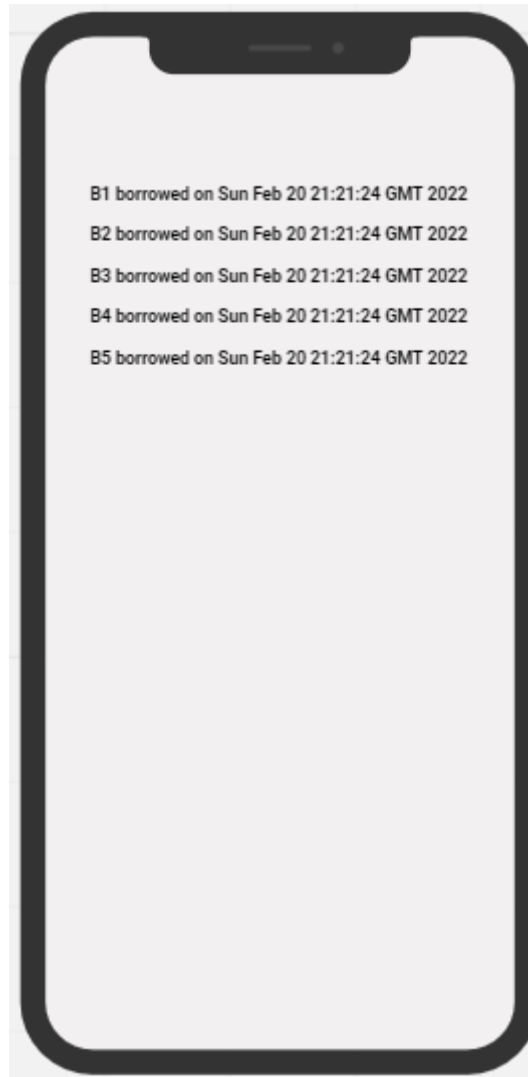 B1 borrowed on Sun Feb 20 21:21:24 GMT 2022
B2 borrowed on Sun Feb 20 21:21:24 GMT 2022
B3 borrowed on Sun Feb 20 21:21:24 GMT 2022
B4 borrowed on Sun Feb 20 21:21:24 GMT 2022
B5 borrowed on Sun Feb 20 21:21:24 GMT 2022